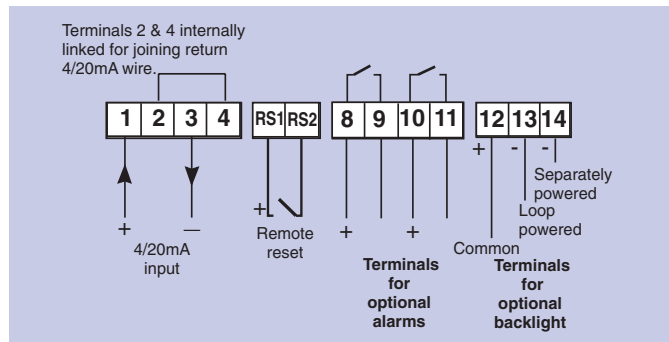 Terminals 2 & 4 internally
linked for joining return
4/20mA wire.
1 2 3 4 RS1 RS2 8 9 10 11 12 13 14
+ - -
Separately
powered
Loop
powered
+ — + Remote reset + +
4/20mA
input
Common
Terminals
for
optional
alarms
Terminals
for
optional
backlight